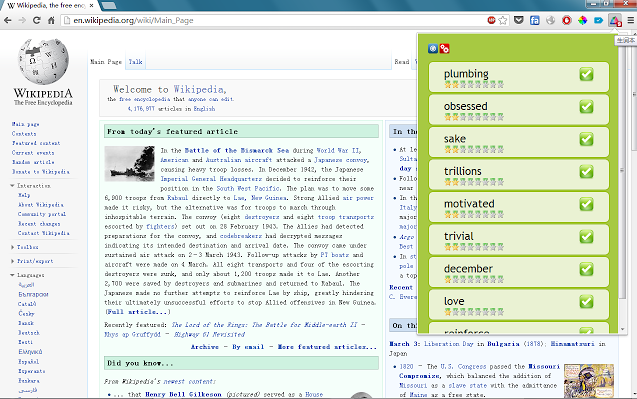 Wikipedia, the free enc
en.wikipedia.org/wiki/Main_Page
生词本
WIKIPEDIA
The Free Encyclopedia
Main page
Contents
Featured content
Current events
Random article
Donate to Wikipedia
Interaction
Help
About Wikipedia
Community portal
Recent changes
Contact Wikipedia
Toolbox
Print/export
Languages
العربية
Български
Català
Česky
Dansk
Deutsch
Eesti
Ελληνικά
Español
Esperanto
Euskara
فارسی
Main Page
Talk
Read
Welcome to Wikipedia,
the free encyclopedia that anyone can edit.
4,176,977 articles in English
From today's featured article
In the Battle of the Bismarck Sea during World War II,
American and Australian aircraft attacked a Japanese convoy,
causing heavy troop losses. In December 1942, the Japanese
Imperial General Headquarters decided to reinforce their
position in the South West Pacific. The plan was to move some
6,900 troops from Rabaul directly to Lae, New Guinea. Strong Allied air power
made it risky, but the alternative was for troops to march through
inhospitable terrain. The convoy (eight destroyers and eight troop transports
escorted by fighters) set out on 28 February 1943. The Allies had detected
preparations for the convoy, and codebreakers had decrypted messages
indicating its intended destination and arrival date. The convoy came under
sustained air attack on 2–3 March 1943. Follow-up attacks by PT boats and
aircraft were made on 4 March. All eight transports and four of the escorting
destroyers were sunk, and only about 1,200 troops made it to Lae. Another
2,700 were saved by destroyers and submarines and returned to Rabaul. The
Japanese made no further attempts to reinforce Lae by ship, greatly hindering
their ultimately unsuccessful efforts to stop Allied offensives in New Guinea.
(Full article...)
Recently featured: The Lord of the Rings: The Battle for Middle-earth II –
Rhys ap Gruffydd – Highway 61 Revisited
Archive – By email – More featured articles...
Did you know...
From Wikipedia's newest content:
... that Henry Bell Gilkeson (pictured) served as a House
In the
At le
Sulta
day s
Follo
near
In th
Italy
major
major
Argo
Best
In st
pole
a top
Recent
C. Evere
On thi
March 3: Liberation Day in Bulgaria (1878); Hinamatsuri in
Japan
1820 – The U.S. Congress passed the Missouri
Compromise, which balanced the addition of
Missouri as a slave state with the admittance
of Maine as a free state.
plumbing
obsessed
sake
trillions
motivated
trivial
december
love
reinforce